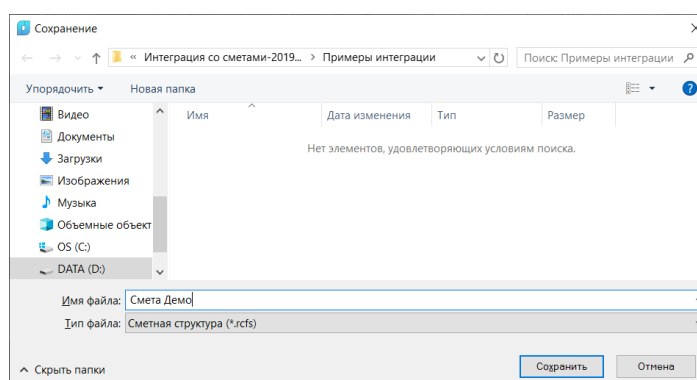 Сохранение
« Интеграция со сметами-2019... > Примеры интеграции
Поиск: Примеры интеграции
Упорядочить Новая папка
Имя Дата изменения Тип Размер
Нет элементов, удовлетворяющих условиям поиска.
Видео
Документы
Загрузки
Изображения
Музыка
Объемные объект
OS (C:)
DATA (D:)
Имя файла: Смета Демо
Тип файла: Сметная структура (*.rcfs)
Скрыть папки Сохранить Отмена